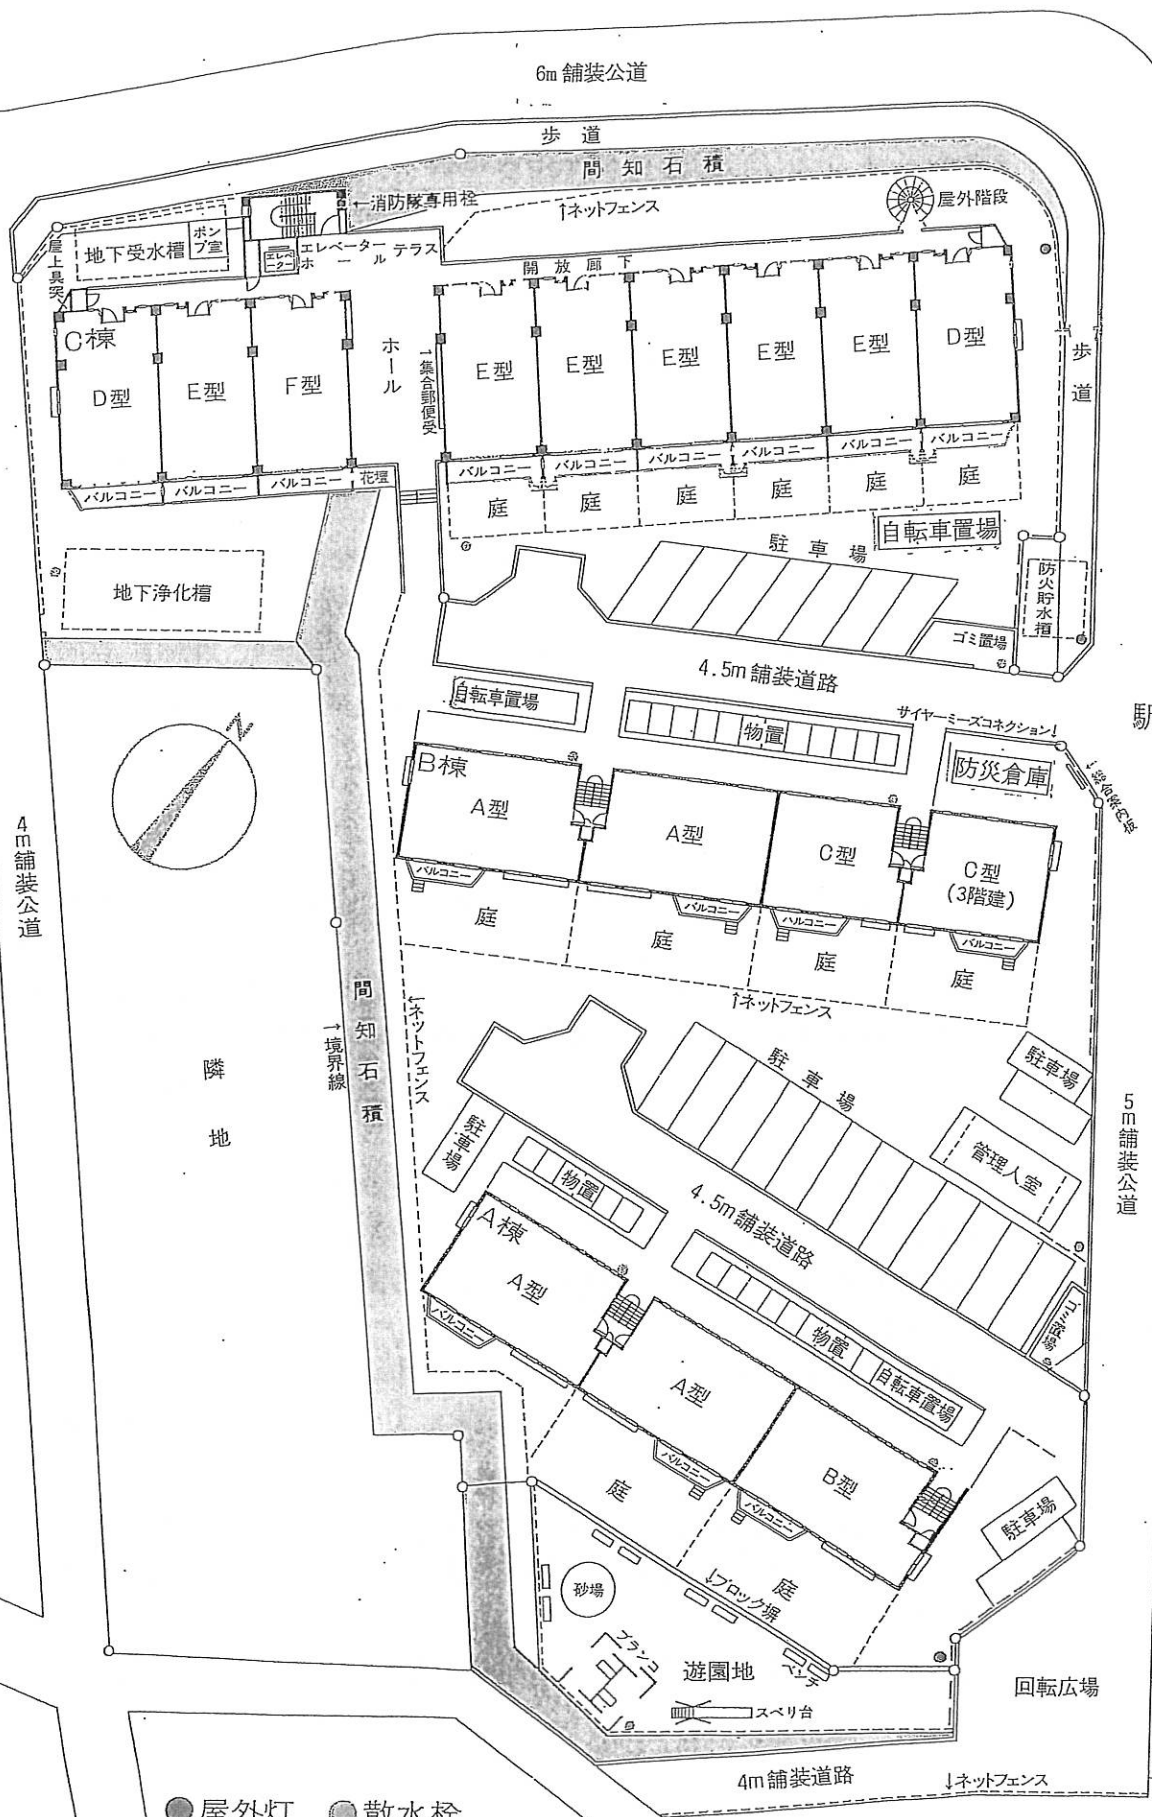 6m舗装公道
歩道
間知石積
←消防隊専用栓
↑ネットフェンス
屋外階段
ポンプ室
地下受水槽
エレベーターホール
テラス
開放廊下
C棟
D型
E型
F型
ホール
→集合郵便受
E型
E型
E型
E型
E型
D型
歩道
バルコニー
バルコニー
バルコニー
花壇
バルコニー
バルコニー
バルコニー
バルコニー
バルコニー
バルコニー
庭
庭
庭
庭
庭
庭
自転車置場
駐車場
地下浄化槽
防火貯水槽
ゴミ置場
4.5m舗装道路
自転車置場
物置
サイヤーミーズコネクション↓
駅
防災倉庫
N
B棟
A型
A型
C型
C型
(3階建)
バルコニー
バルコニー
バルコニー
バルコニー
庭
庭
庭
庭
↑ネットフェンス
4m舗装公道
間知石積
→境界線
←ネットフェンス
隣地
駐車場
駐車場
駐車場
管理人室
5m舗装公道
物置
4.5m舗装道路
A棟
A型
A型
B型
バルコニー
バルコニー
バルコニー
物置
自転車置場
ゴミ置場
駐車場
庭
庭
↓ブロック塀
砂場
ブランコ
遊園地
ベンチ
スベリ台
回転広場
4m舗装道路
↓ネットフェンス
屋外灯
散水栓